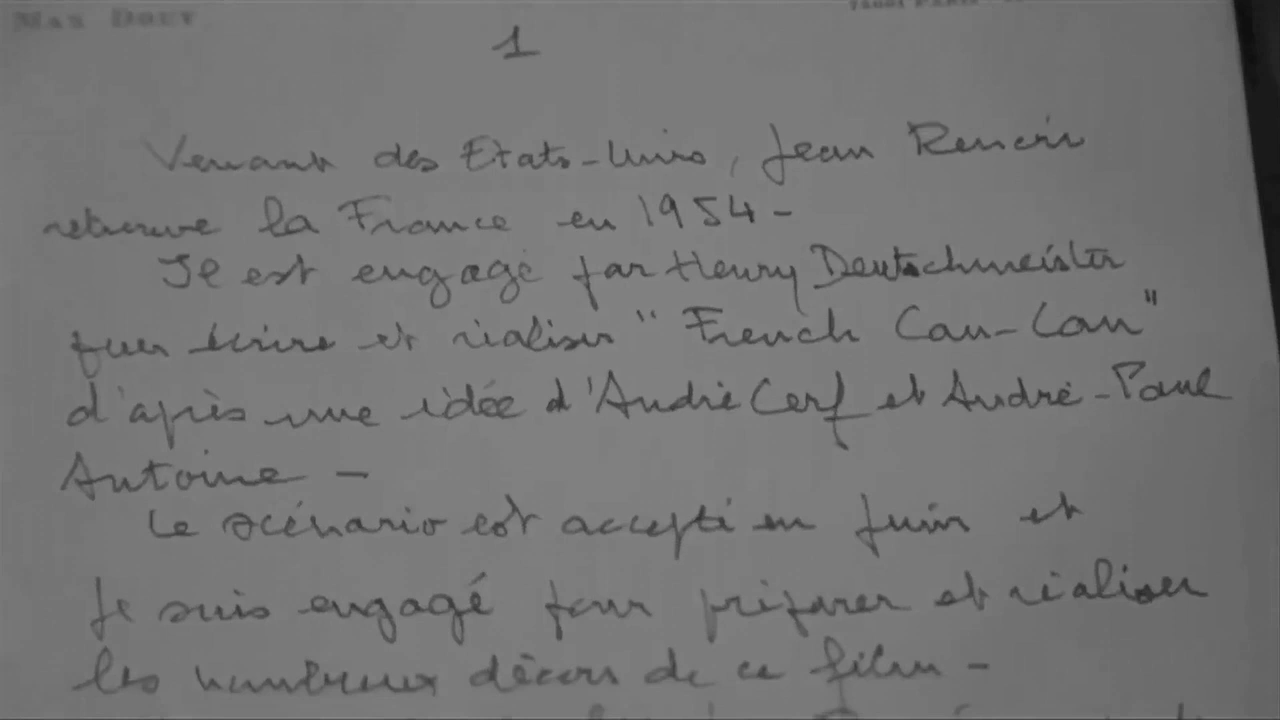 MAX DOUY
75001 PARIS
1
Venant des Etats-Unis, Jean Renoir
retrouve la France en 1954 -
Il est engagé par Henry Deutschmeister
pour écrire et réaliser "French Can-Can"
d'après une idée d'André Cerf et André-Paul
Antoine -
Le scénario est accepté en Juin et
Je suis engagé pour préparer et réaliser
les nombreux décors de ce film -